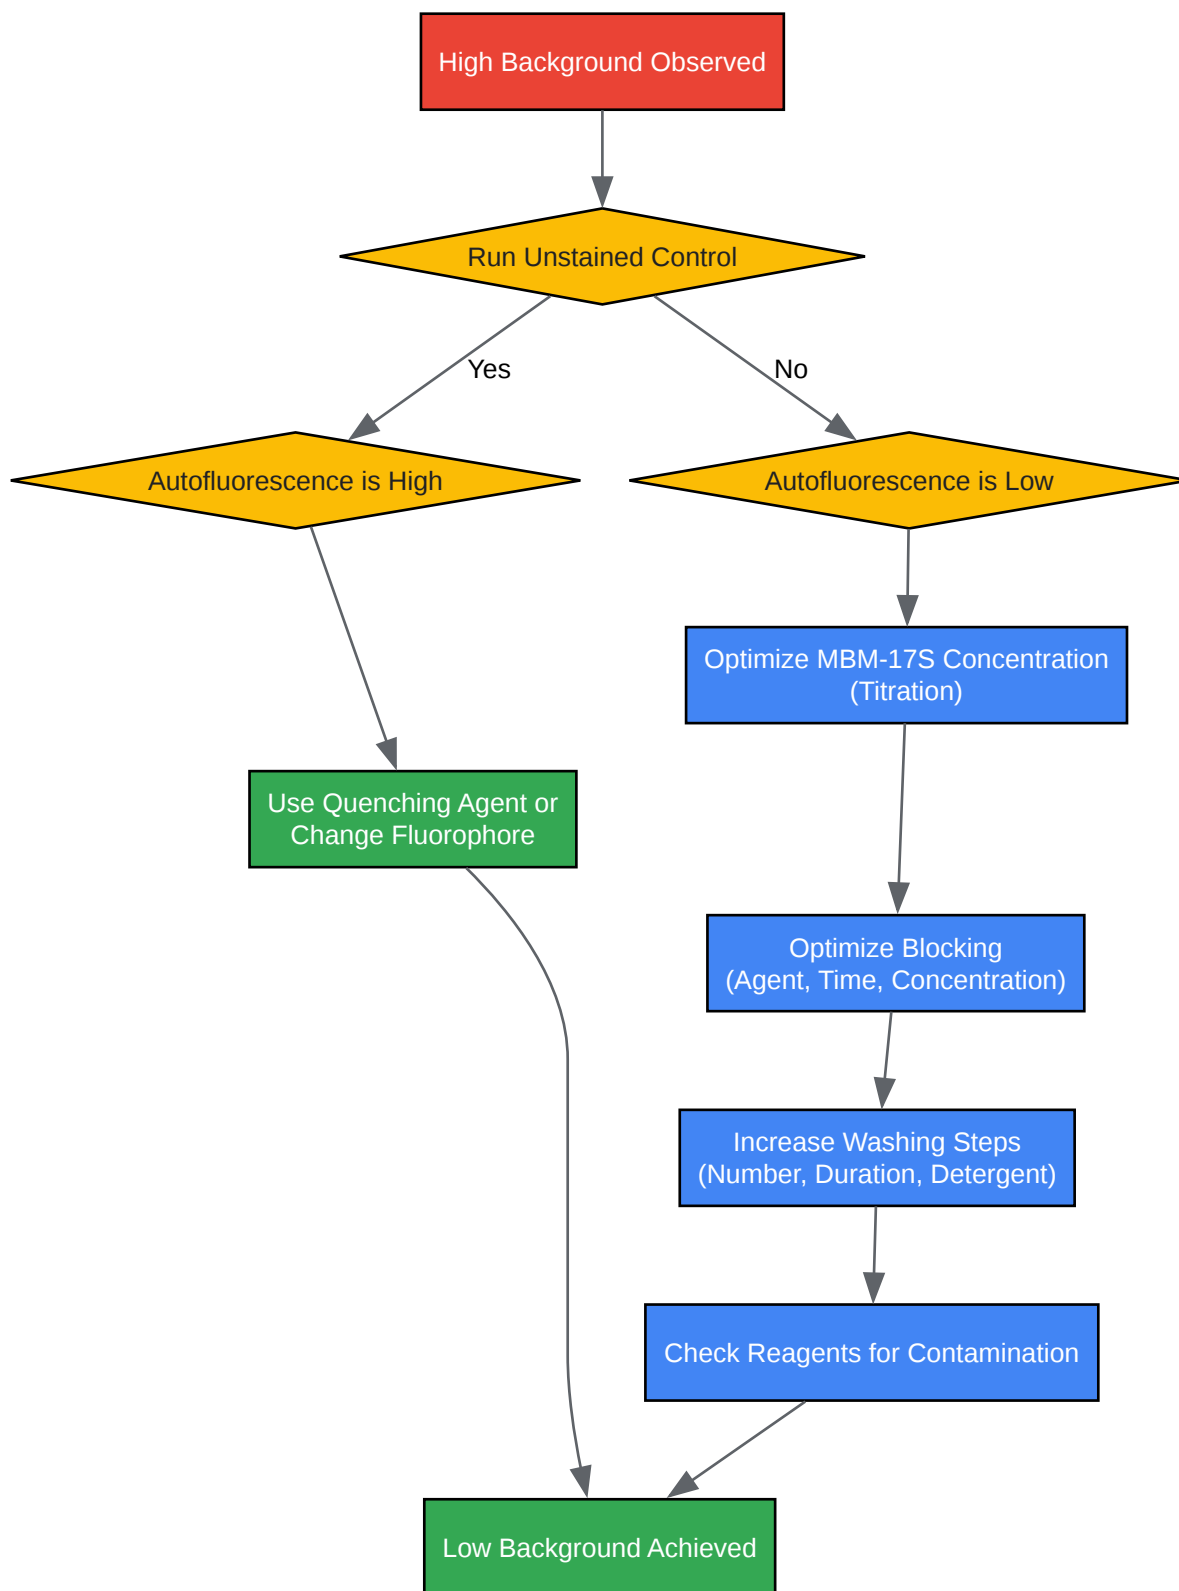 High Background Observed
Run Unstained Control
Yes
No
Autofluorescence is High
Autofluorescence is Low
Optimize MBM-17S Concentration
(Titration)
Use Quenching Agent or
Change Fluorophore
Optimize Blocking
(Agent, Time, Concentration)
Increase Washing Steps
(Number, Duration, Detergent)
Check Reagents for Contamination
Low Background Achieved